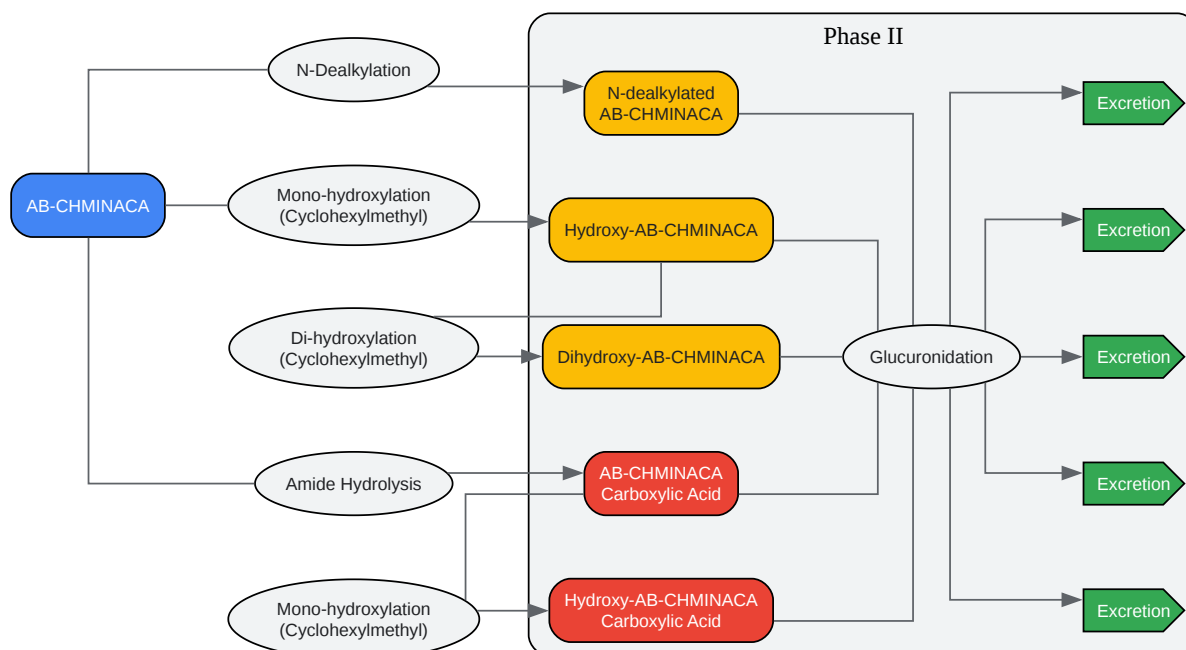 Phase II
N-Dealkylation
N-dealkylated
AB-CHMINACA
Excretion
AB-CHMINACA
Mono-hydroxylation
(Cyclohexylmethyl)
Hydroxy-AB-CHMINACA
Excretion
Di-hydroxylation
(Cyclohexylmethyl)
Dihydroxy-AB-CHMINACA
Glucuronidation
Excretion
Amide Hydrolysis
AB-CHMINACA
Carboxylic Acid
Excretion
Mono-hydroxylation
(Cyclohexylmethyl)
Hydroxy-AB-CHMINACA
Carboxylic Acid
Excretion